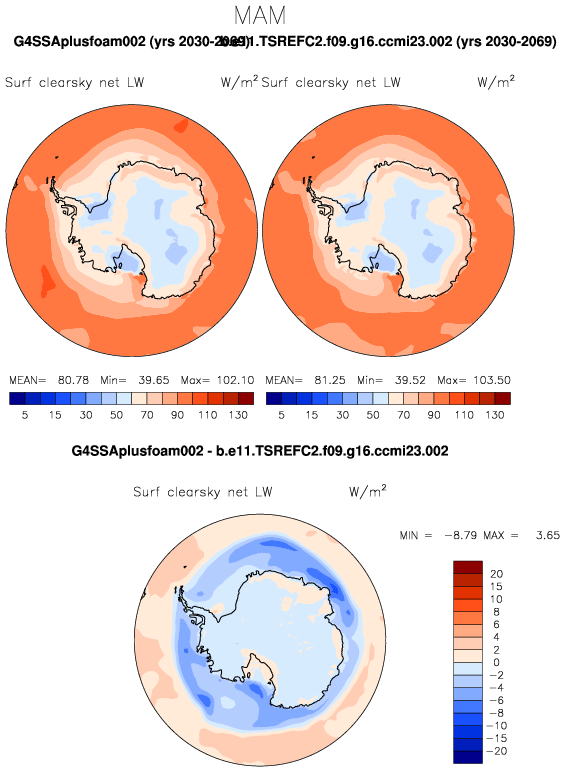 MAM
G4SSAplusfoam002 (yrs 2030-2069) b.e11.TSREFC2.f09.g16.ccmi23.002 (yrs 2030-2069)
Surf clearsky net LW W/m² Surf clearsky net LW W/m²
MEAN= 80.78 Min= 39.65 Max= 102.10 MEAN= 81.25 Min= 39.52 Max= 103.50
5 15 30 50 70 90 110 130 5 15 30 50 70 90 110 130
G4SSAplusfoam002 - b.e11.TSREFC2.f09.g16.ccmi23.002
Surf clearsky net LW W/m²
MIN = -8.79 MAX = 3.65
20
15
10
8
6
4
2
0
-2
-4
-6
-8
-10
-15
-20